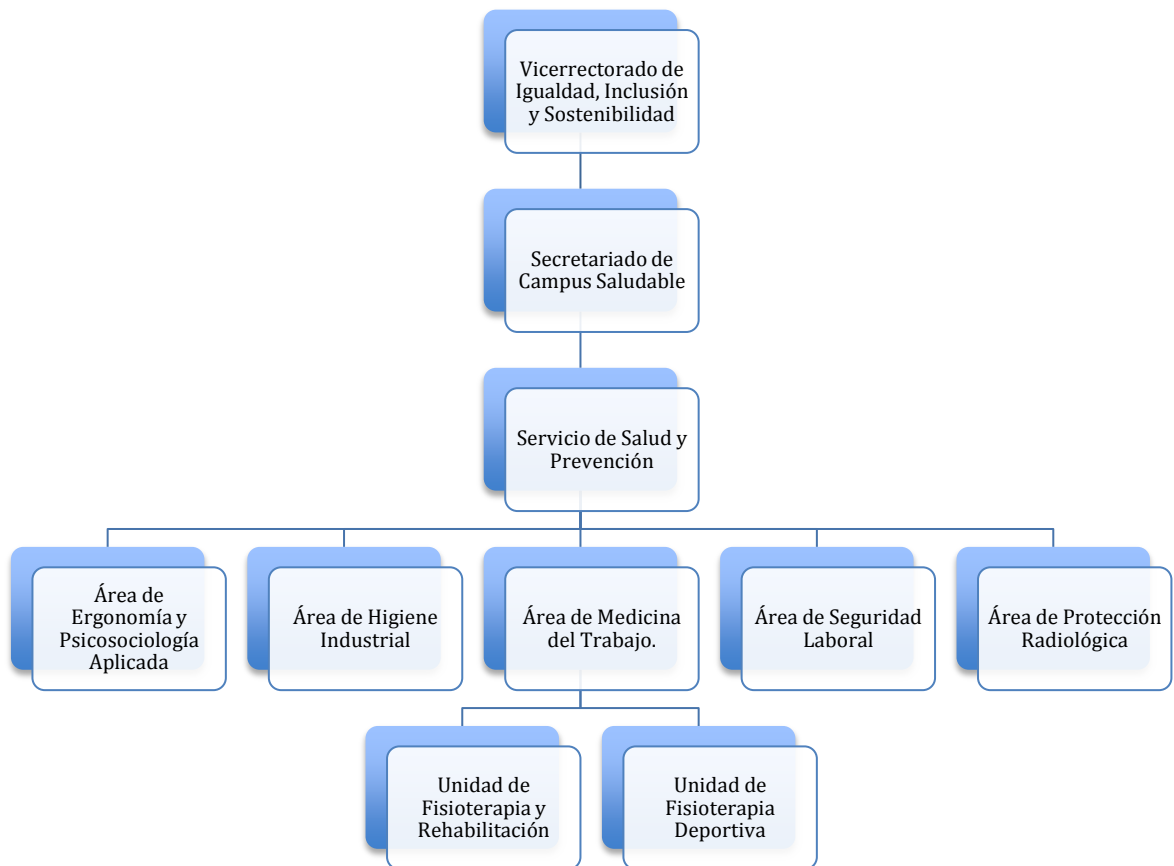 Vicerrectorado de
Igualdad, Inclusión
y Sostenibilidad
Secretariado de
Campus Saludable
Servicio de Salud y
Prevención
Área de
Ergonomía y
Psicosociología
Aplicada
Área de Higiene
Industrial
Área de Medicina
del Trabajo.
Área de Seguridad
Laboral
Área de Protección
Radiológica
Unidad de
Fisioterapia y
Rehabilitación
Unidad de
Fisioterapia
Deportiva